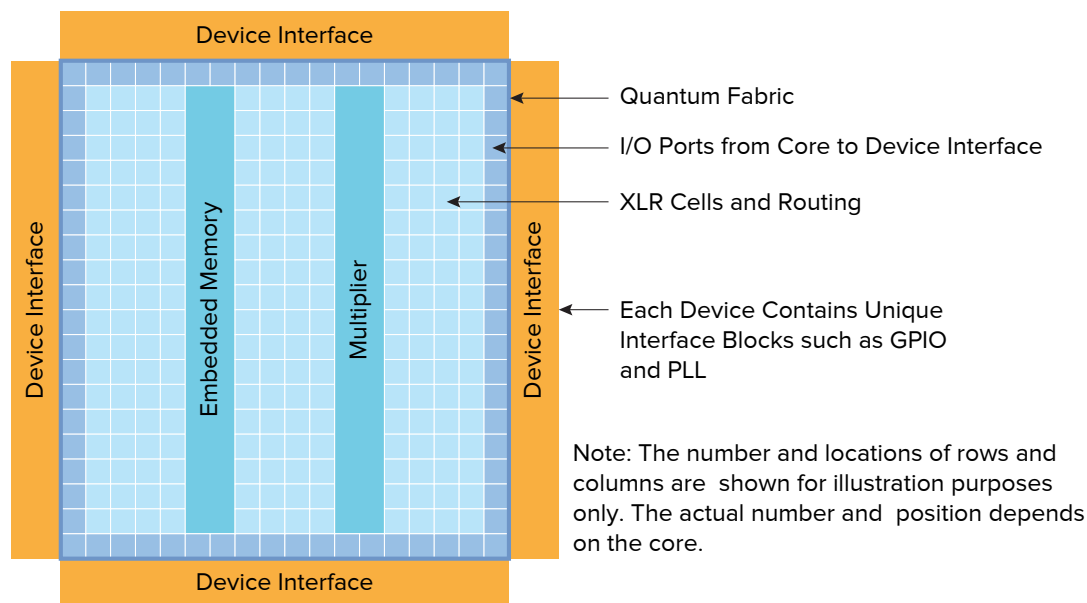 Device Interface
Device Interface
Embedded Memory
Multiplier
Device Interface
Quantum Fabric
I/O Ports from Core to Device Interface
XLR Cells and Routing
Each Device Contains Unique
Interface Blocks such as GPIO
and PLL
Note: The number and locations of rows and
columns are  shown for illustration purposes
only. The actual number and  position depends
on the core.
Device Interface